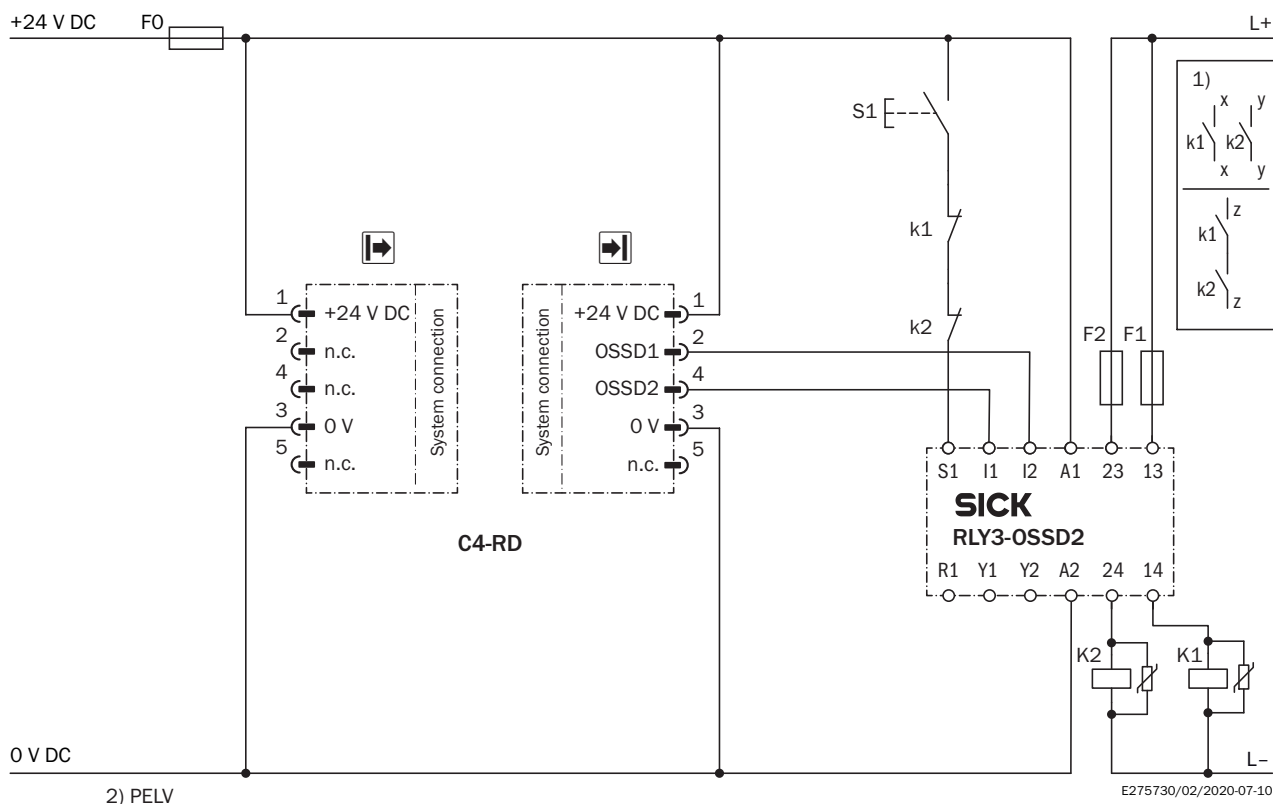 +24 V DC F0 L+
1)
x y
k1 k2
x y
z
k1
k2
z
S1
k1
k2
F2 F1
1 +24 V DC
2 n.c.
4 n.c.
3 0 V
5 n.c.
System connection
System connection
+24 V DC 1
OSSD1 2
OSSD2 4
0 V 3
n.c. 5
C4-RD
S1 I1 I2 A1 23 13
SICK
RLY3-OSSD2
R1 Y1 Y2 A2 24 14
K2 K1
0 V DC L–
2) PELV
E275730/02/2020-07-10